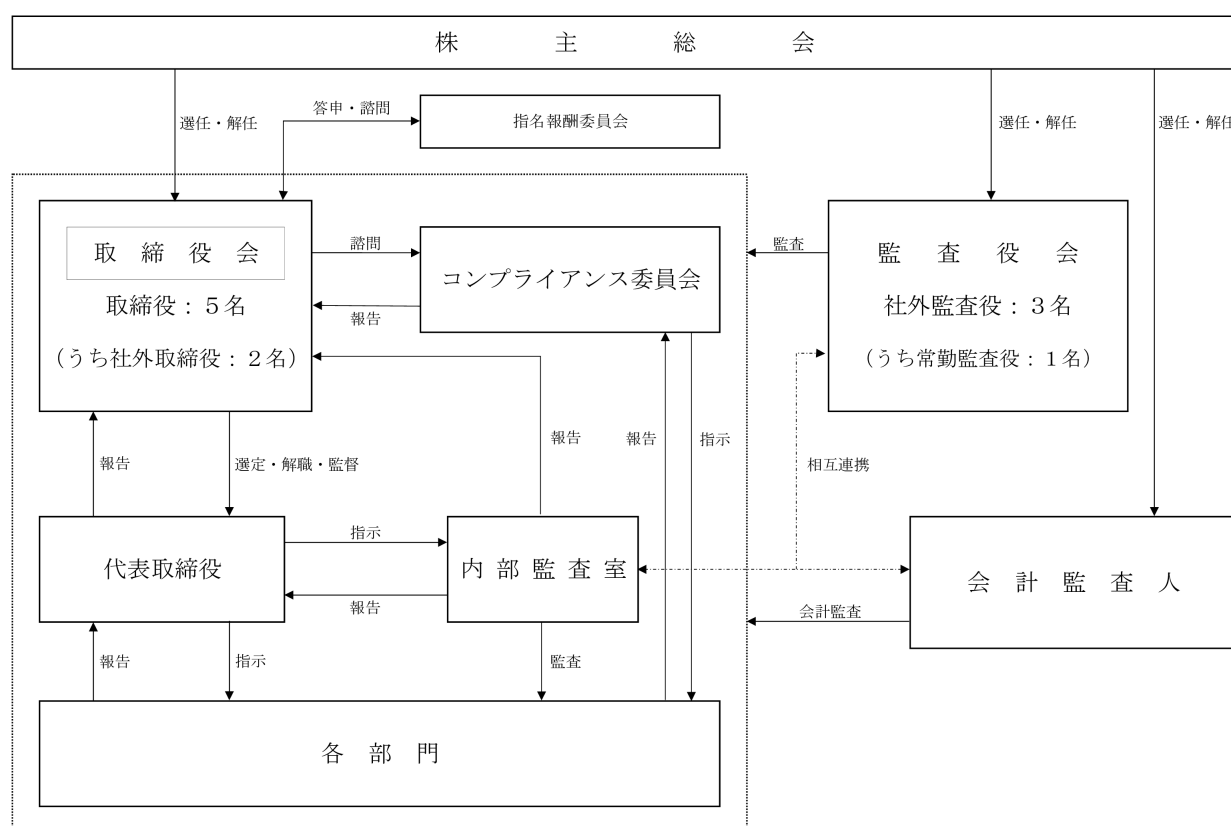 株主総会
答申・諮問
指名報酬委員会
選任・解任
選任・解任
選任・解任
取締役会
取締役：５名
（うち社外取締役：２名）
諮問
報告
コンプライアンス委員会
監査
監査役会
社外監査役：３名
（うち常勤監査役：１名）
報告
選定・解職・監督
報告
報告
指示
相互連携
代表取締役
指示
報告
内部監査室
会計監査人
会計監査
報告
指示
監査
各部門